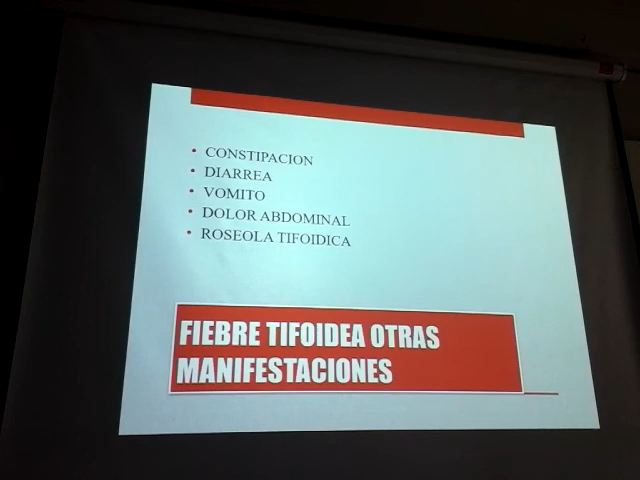 • CONSTIPACION
• DIARREA
• VOMITO
• DOLOR ABDOMINAL
• ROSEOLA TIFOIDICA
FIEBRE TIFOIDEA OTRAS
MANIFESTACIONES